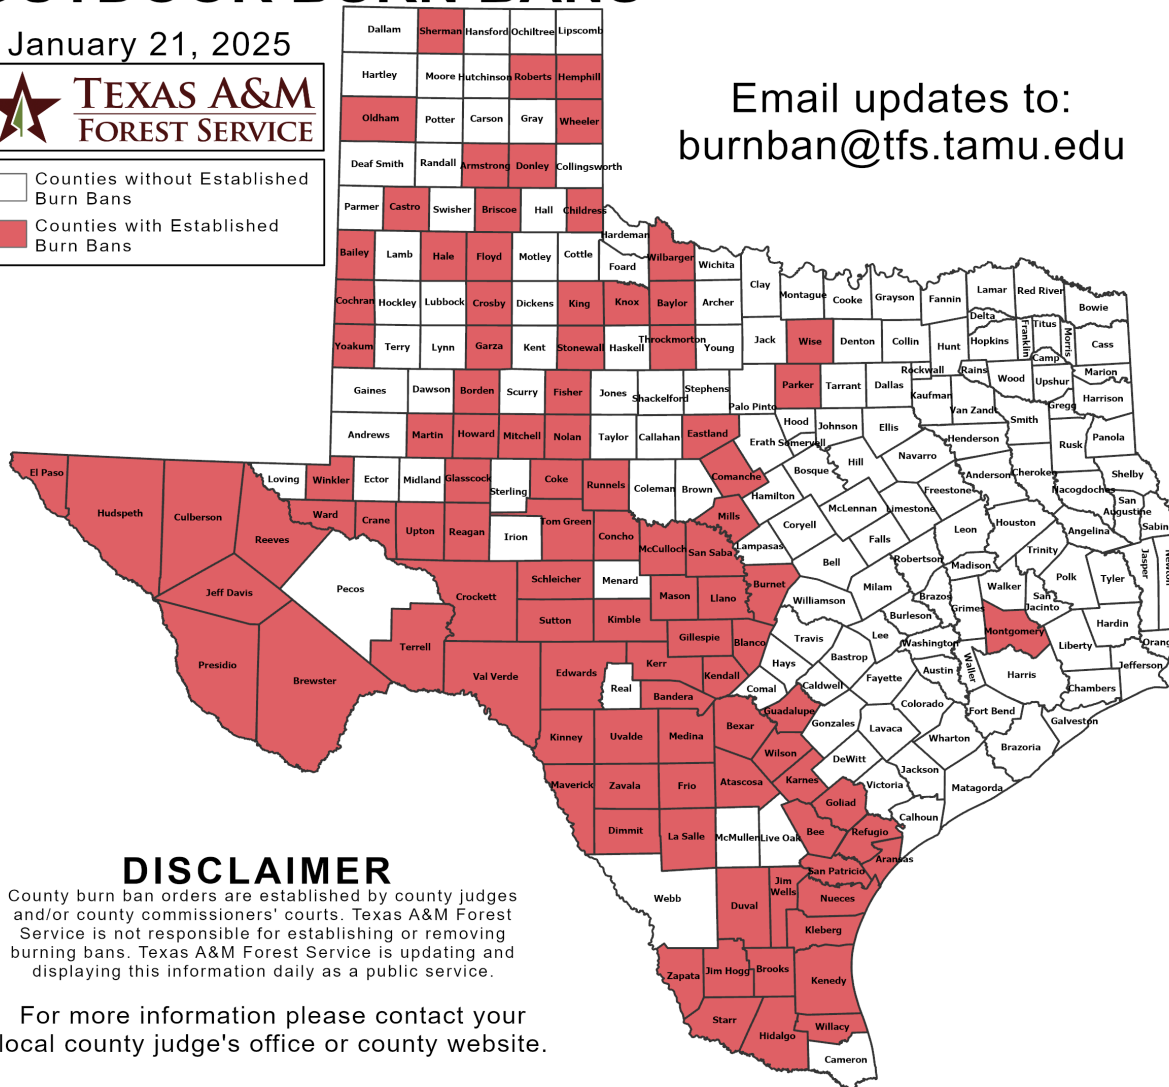 January 21, 2025
TEXAS A&M
FOREST SERVICE
Counties without Established
Burn Bans
Counties with Established
Burn Bans
Email updates to:
burnban@tfs.tamu.edu
Dallam Sherman Hansford Ochiltree Lipscomb
Hartley Moore Hutchinson Roberts Hemphill
Oldham Potter Carson Gray Wheeler
Deaf Smith Randall Armstrong Donley Collingsworth
Parmer Castro Swisher Briscoe Hall Childress
Hardeman
Bailey Lamb Hale Floyd Motley Cottle Foard Wilbarger Wichita
Clay Montague Cooke Grayson Fannin Lamar Red River Bowie
Cochran Hockley Lubbock Crosby Dickens King Knox Baylor Archer
Delta Franklin Titus Morris Cass
Yoakum Terry Lynn Garza Kent Stonewall Haskell Throckmorton Young Jack Wise Denton Collin Hunt Hopkins Camp
Rockwall Rains Wood Upshur Marion
Gaines Dawson Borden Scurry Fisher Jones Shackelford Stephens Palo Pinto Parker Tarrant Dallas Kaufman Van Zandt Gregg Harrison
Andrews Martin Howard Mitchell Nolan Taylor Callahan Eastland Erath Hood Somervell Johnson Ellis Henderson Smith Rusk Panola
El Paso Hudspeth Culberson Loving Winkler Ector Midland Glasscock Sterling Coke Runnels Coleman Brown Comanche Hamilton Bosque Hill Navarro Anderson Cherokee Shelby
Reeves Ward Crane Upton Reagan Irion Tom Green Concho McCulloch San Saba Mills Lampasas Coryell McLennan Limestone Freestone Leon Houston Nacogdoches San Augustine Sabine
Angelina Trinity
Jeff Davis Pecos Crockett Schleicher Menard Mason Llano Burnet Bell Falls Robertson Madison Walker Polk Tyler Jasper Newton
Sutton Kimble Williamson Milam Brazos Grimes San Jacinto Hardin
Presidio Brewster Terrell Val Verde Edwards Gillespie Blanco Travis Lee Burleson Washington Montgomery Liberty Orange
Kerr Real Bandera Kendall Hays Comal Caldwell Bastrop Fayette Austin Waller Harris Jefferson Chambers
Kinney Uvalde Medina Bexar Guadalupe Gonzales Lavaca Colorado Fort Bend Galveston
Wilson Wharton Brazoria
Maverick Zavala Frio Atascosa Karnes DeWitt Victoria Jackson Matagorda
Goliad Calhoun
Dimmit La Salle McMullen Live Oak Bee Refugio
Aransas
Webb Duval Jim Wells San Patricio
Nueces
Kleberg
Zapata Jim Hogg Brooks Kenedy
Starr Hidalgo Willacy
Cameron
DISCLAIMER
County burn ban orders are established by county judges
and/or county commissioners' courts. Texas A&M Forest
Service is not responsible for establishing or removing
burning bans. Texas A&M Forest Service is updating and
displaying this information daily as a public service.
For more information please contact your
local county judge's office or county website.